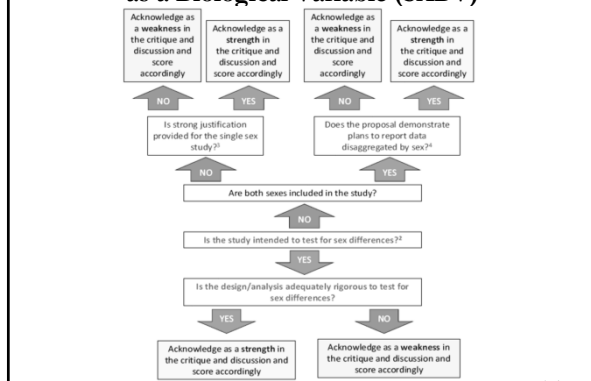 as a Biological Variable (SABV)
Acknowledge as
a weakness in
the critique and
discussion and
score
accordingly
Acknowledge as a
strength in
the critique and
discussion and
score accordingly
Acknowledge as
a weakness in
the critique and
discussion and
score
accordingly
Acknowledge as a
strength in
the critique and
discussion and
score accordingly
NO
YES
NO
YES
Is strong justification
provided for the single sex
study?³
Does the proposal demonstrate
plans to report data
disaggregated by sex?⁴
NO
YES
Are both sexes included in the study?
NO
Is the study intended to test for sex differences?²
YES
Is the design/analysis adequately rigorous to test for
sex differences?
YES
NO
Acknowledge as a strength in
the critique and discussion and
score accordingly
Acknowledge as a weakness in
the critique and discussion and
score accordingly